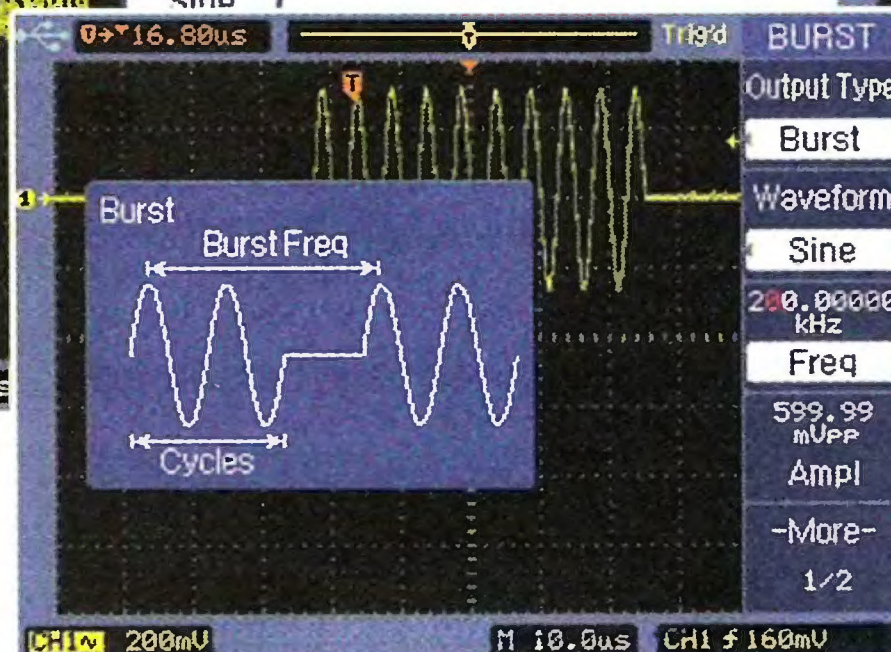 16.80us
Trig'd
BURST
Output Type
Burst
Waveform
Sine
200.00000
kHz
Freq
599.99
mVpp
Ampl
-More-
1/2
T
1
Burst
Burst Freq
Cycles
CH1 200mV
M 10.0us
CH1 160mV